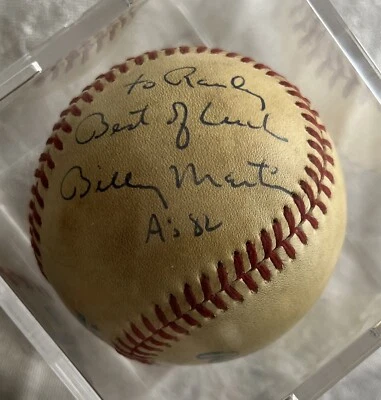 to Randy
Best of Luck
Billy Martin
A's 82